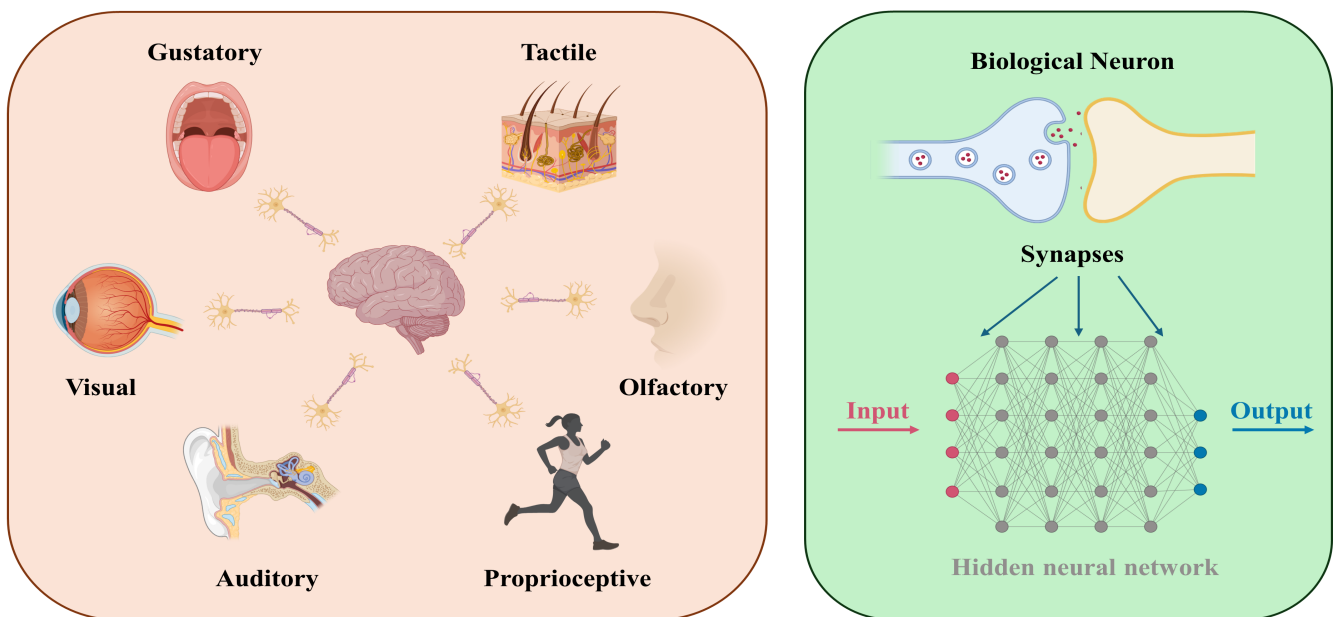 Gustatory
Tactile
Visual
Olfactory
Auditory
Proprioceptive
Biological Neuron
Synapses
Input
Output
Hidden neural network